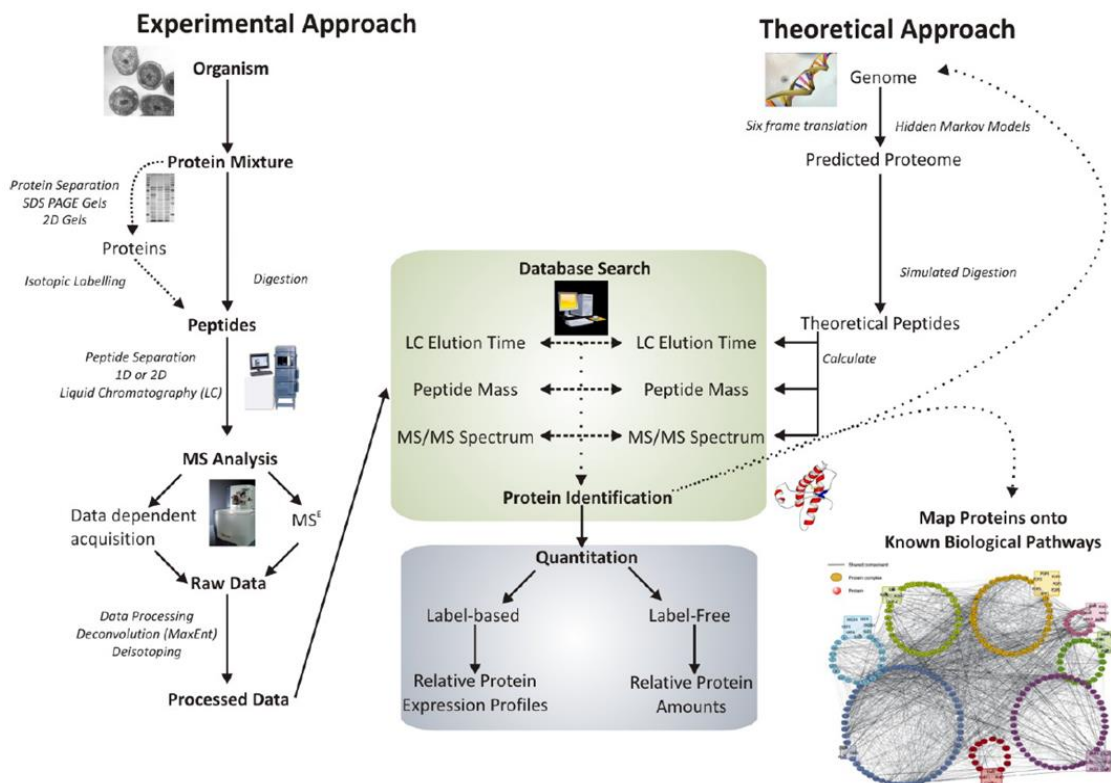 Experimental Approach
Organism
Protein Mixture
Protein Separation
SDS PAGE Gels
2D Gels
Proteins
Isotopic Labelling
Digestion
Peptides
Peptide Separation
1D or 2D
Liquid Chromatography (LC)
MS Analysis
Data dependent
acquisition
MSᴱ
Raw Data
Data Processing
Deconvolution (MaxEnt)
Deisotoping
Processed Data
Database Search
LC Elution Time
LC Elution Time
Peptide Mass
Peptide Mass
MS/MS Spectrum
MS/MS Spectrum
Protein Identification
Quantitation
Label-based
Label-Free
Relative Protein
Expression Profiles
Relative Protein
Amounts
Theoretical Approach
Genome
Six frame translation
Hidden Markov Models
Predicted Proteome
Simulated Digestion
Theoretical Peptides
Calculate
Map Proteins onto
Known Biological Pathways
Shared component
Protein complex
Protein